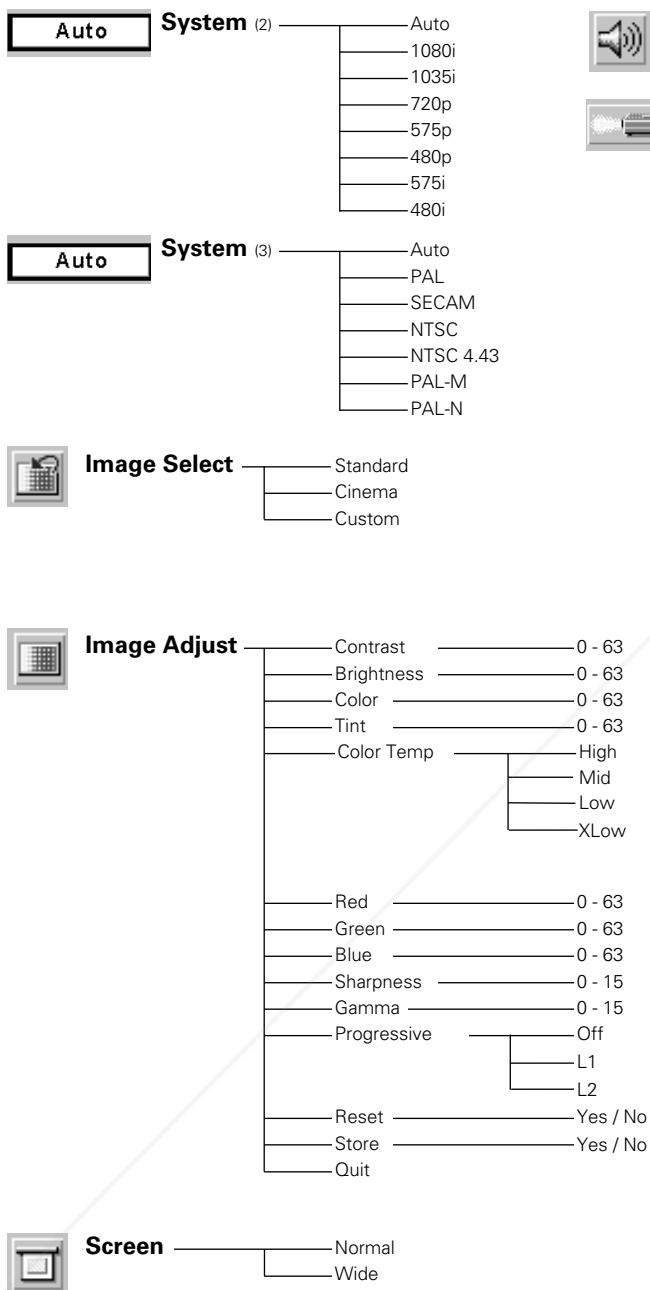 Auto System (2) Auto
1080i
1035i
720p
575p
480p
575i
480i
Auto System (3) Auto
PAL
SECAM
NTSC
NTSC 4.43
PAL-M
PAL-N
Image Select Standard
Cinema
Custom
Image Adjust Contrast 0 - 63
Brightness 0 - 63
Color 0 - 63
Tint 0 - 63
Color Temp High
Mid
Low
XLow
Red 0 - 63
Green 0 - 63
Blue 0 - 63
Sharpness 0 - 15
Gamma 0 - 15
Progressive Off
L1
L2
Reset Yes / No
Store Yes / No
Quit
Screen Normal
Wide